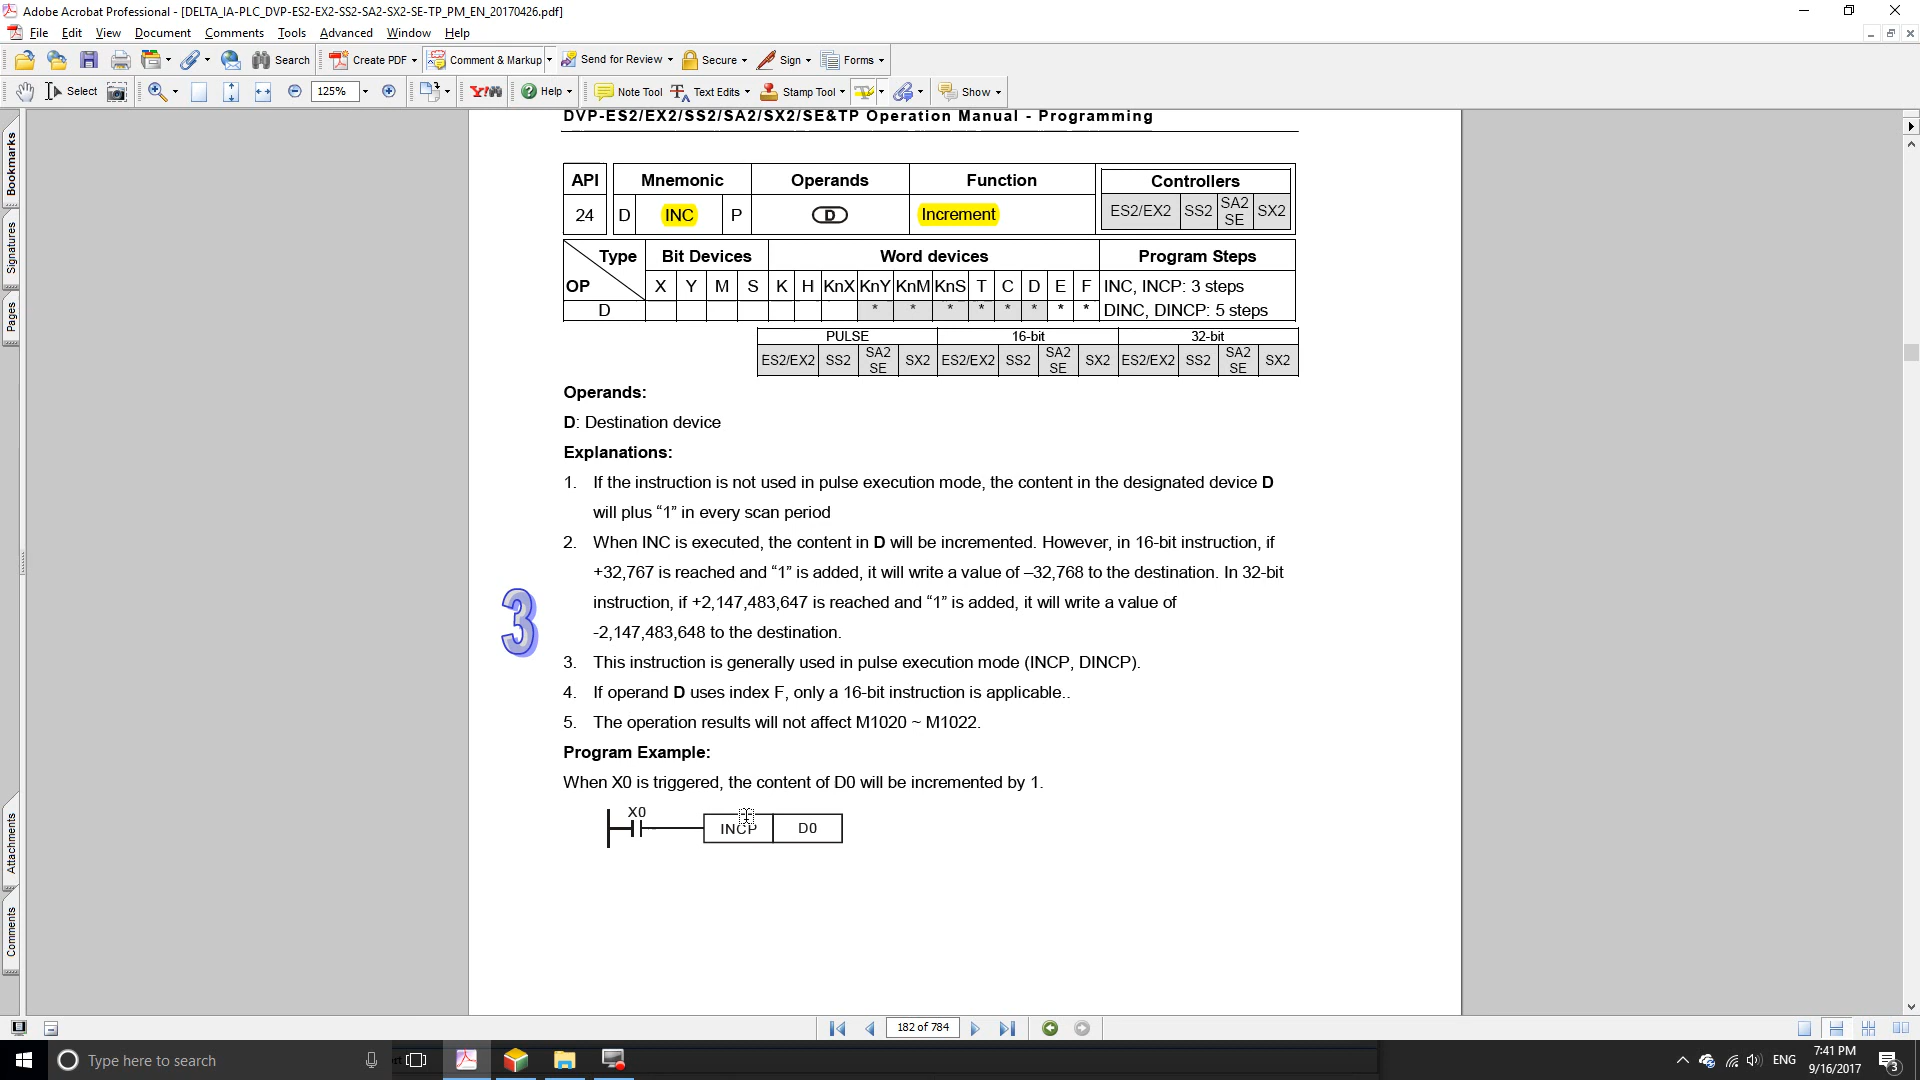 Adobe Acrobat Professional - [DELTA_IA-PLC_DVP-ES2-EX2-SS2-SA2-SX2-SE-TP_PM_EN_20170426.pdf]
File Edit View Document Comments Tools Advanced Window Help
Search Create PDF Comment & Markup Send for Review Secure Sign Forms
Select 125% Y! Help Note Tool Text Edits Stamp Tool Show
Bookmarks
Signatures
Pages
Attachments
Comments
DVP-ES2/EX2/SS2/SA2/SX2/SE&TP Operation Manual - Programming
API Mnemonic Operands Function Controllers
24 D INC P D Increment ES2/EX2 SS2 SA2 SE SX2
Type Bit Devices Word devices Program Steps
OP X Y M S K H KnX KnY KnM KnS T C D E F INC, INCP: 3 steps
D * * * * * * * * DINC, DINCP: 5 steps
PULSE 16-bit 32-bit
ES2/EX2 SS2 SA2 SE SX2 ES2/EX2 SS2 SA2 SE SX2 ES2/EX2 SS2 SA2 SE SX2
Operands:
D: Destination device
Explanations:
1. If the instruction is not used in pulse execution mode, the content in the designated device D
will plus “1” in every scan period
2. When INC is executed, the content in D will be incremented. However, in 16-bit instruction, if
+32,767 is reached and “1” is added, it will write a value of –32,768 to the destination. In 32-bit
instruction, if +2,147,483,647 is reached and “1” is added, it will write a value of
-2,147,483,648 to the destination.
3
3. This instruction is generally used in pulse execution mode (INCP, DINCP).
4. If operand D uses index F, only a 16-bit instruction is applicable..
5. The operation results will not affect M1020 ~ M1022.
Program Example:
When X0 is triggered, the content of D0 will be incremented by 1.
X0
INCP D0
182 of 784
Type here to search
ENG
7:41 PM
9/16/2017
3